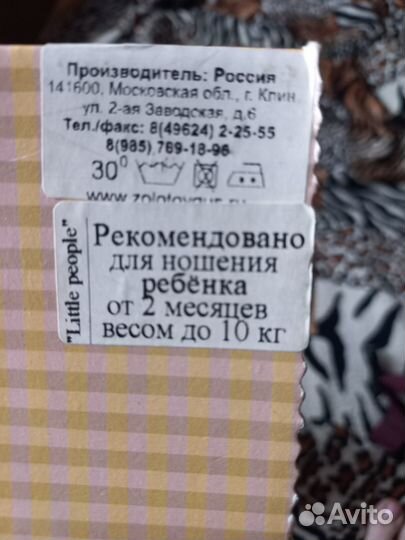 Производитель: Россия
141600, Московская обл., г. Клин
ул. 2-ая Заводская, д.6
Тел./факс: 8(49624) 2-25-55
8(985) 769-18-96
30⁰
"Little people"
Рекомендовано
для ношения
ребёнка
от 2 месяцев
весом до 10 кг
Avito